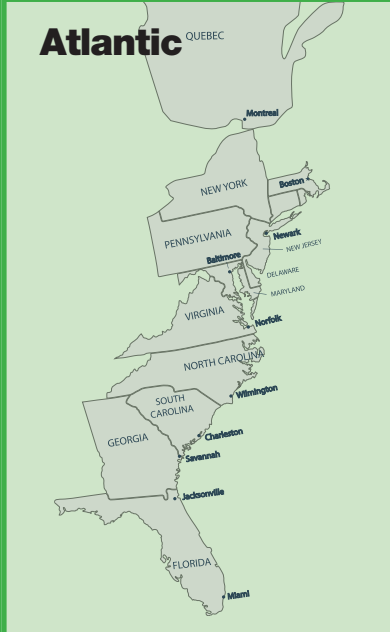 Atlantic
QUEBEC
Montreal
NEW YORK
Boston
PENNSYLVANIA
Newark
NEW JERSEY
Baltimore
DELAWARE
MARYLAND
VIRGINIA
Norfolk
NORTH CAROLINA
Wilmington
SOUTH
CAROLINA
Charleston
GEORGIA
Savannah
Jacksonville
FLORIDA
Miami